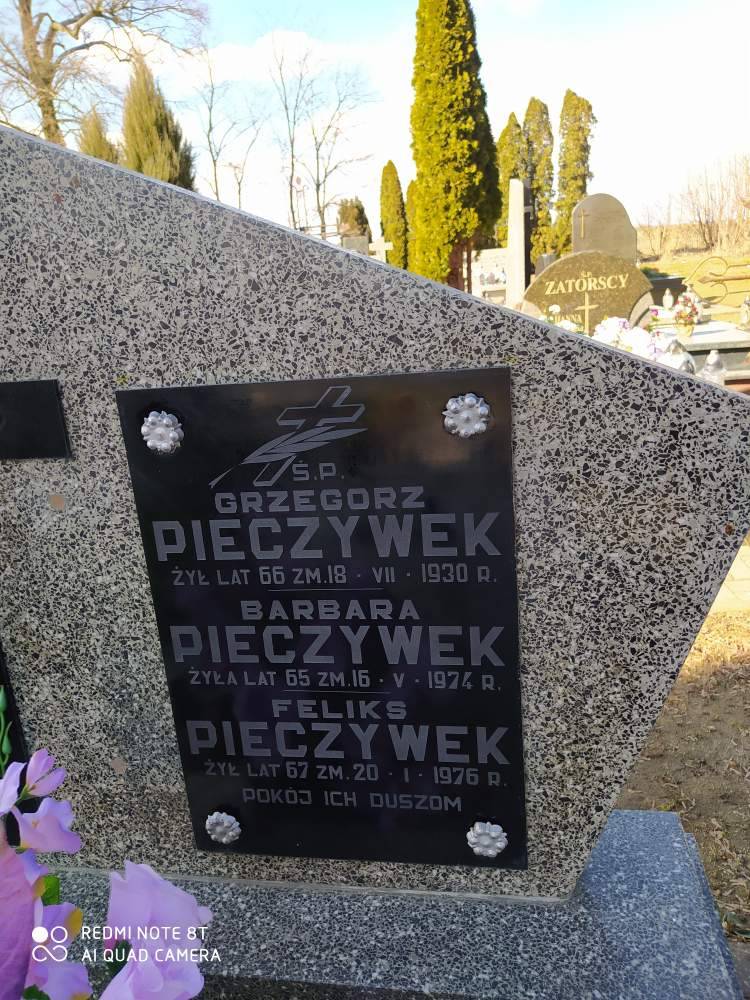 Ś.P.
GRZEGORZ
PIECZYWEK
ŻYŁ LAT 66 ZM. 18 · VII · 1930 R.
BARBARA
PIECZYWEK
ŻYŁA LAT 65 ZM. 16 · V · 1974 R.
FELIKS
PIECZYWEK
ŻYŁ LAT 67 ZM. 20 · I · 1976 R.
POKÓJ ICH DUSZOM
Ś.P.
ZATORSCY
HANNA
REDMI NOTE 8T
AI QUAD CAMERA